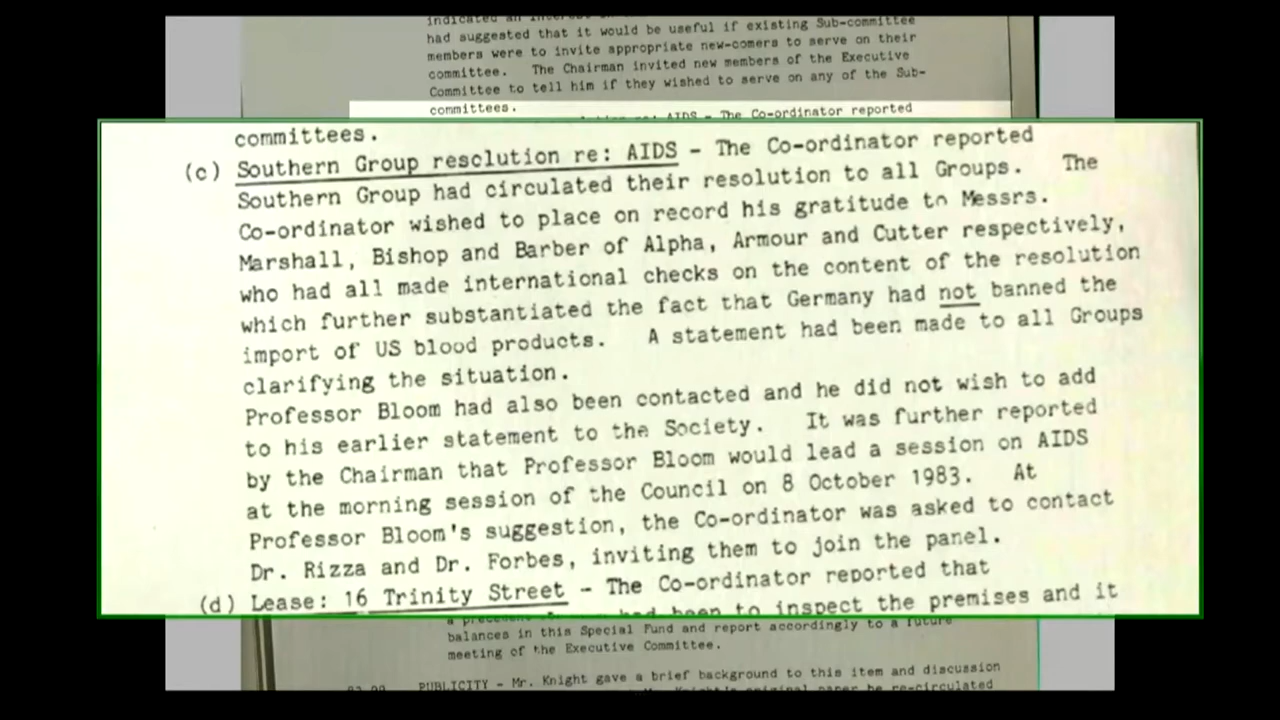 had suggested that it would be useful if existing Sub-committee
members were to invite appropriate new-comers to serve on their
committee. The Chairman invited new members of the Executive
Committee to tell him if they wished to serve on any of the Sub-
committees.
AIDS - The Co-ordinator reported
committees.
(c) Southern Group resolution re: AIDS - The Co-ordinator reported
Southern Group had circulated their resolution to all Groups. The
Co-ordinator wished to place on record his gratitude to Messrs.
Marshall, Bishop and Barber of Alpha, Armour and Cutter respectively,
who had all made international checks on the content of the resolution
which further substantiated the fact that Germany had not banned the
import of US blood products. A statement had been made to all Groups
clarifying the situation.
Professor Bloom had also been contacted and he did not wish to add
to his earlier statement to the Society. It was further reported
by the Chairman that Professor Bloom would lead a session on AIDS
at the morning session of the Council on 8 October 1983. At
Professor Bloom's suggestion, the Co-ordinator was asked to contact
Dr. Rizza and Dr. Forbes, inviting them to join the panel.
(d) Lease: 16 Trinity Street - The Co-ordinator reported that
had been to inspect the premises and it
balances in this Special Fund and report accordingly to a future
meeting of the Executive Committee.
PUBLICITY - Mr. Knight gave a brief background to this item and discussion
Mr. Knight's original paper be re-circulated